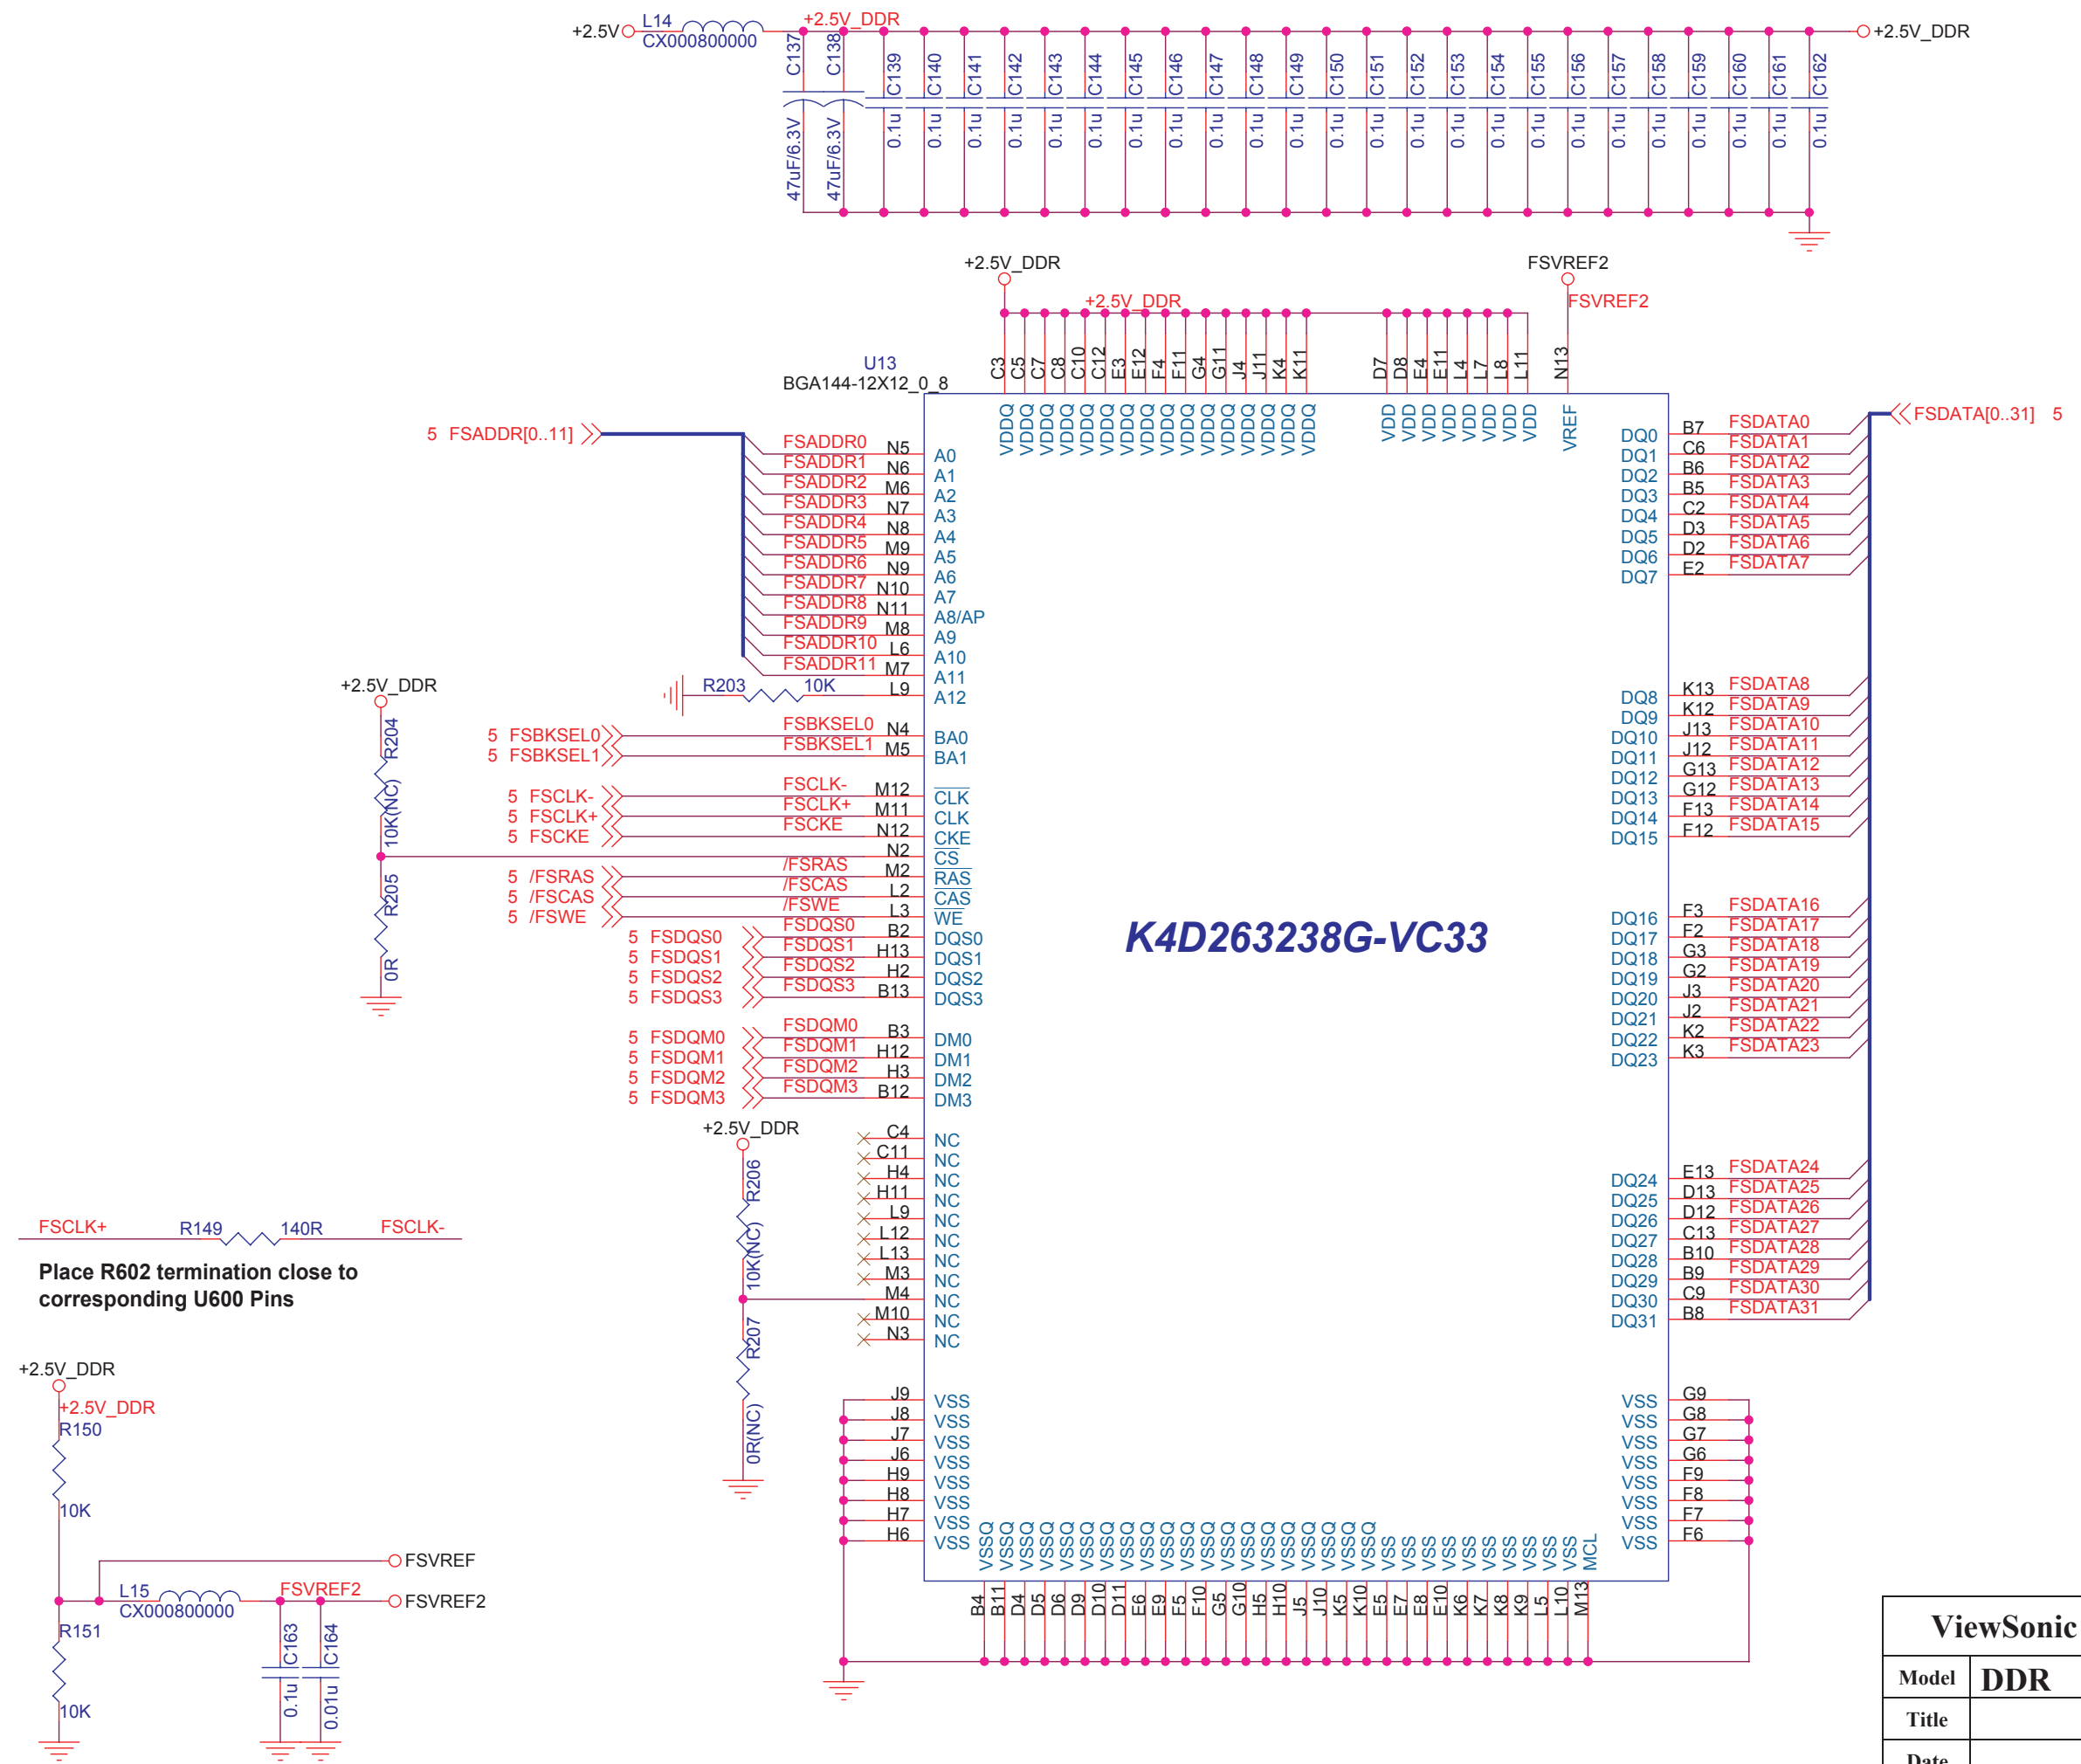 +2.5V L14 +2.5V_DDR +2.5V_DDR
CX000800000
C137 C138 C139 C140 C141 C142 C143 C144 C145 C146 C147 C148 C149 C150 C151 C152 C153 C154 C155 C156 C157 C158 C159 C160 C161 C162
47uF/6.3V 47uF/6.3V 0.1u 0.1u 0.1u 0.1u 0.1u 0.1u 0.1u 0.1u 0.1u 0.1u 0.1u 0.1u 0.1u 0.1u 0.1u 0.1u 0.1u 0.1u 0.1u 0.1u 0.1u 0.1u 0.1u 0.1u
+2.5V_DDR FSVREF2
+2.5V_DDR FSVREF2
U13
BGA144-12X12_0_8
C3 C5 C7 C8 C10 C12 E3 E12 F4 F11 G4 G11 J4 J11 K4 K11 D7 D8 E4 E11 L4 L7 L8 L11 N13
VDDQ VDDQ VDDQ VDDQ VDDQ VDDQ VDDQ VDDQ VDDQ VDDQ VDDQ VDDQ VDDQ VDDQ VDDQ VDDQ VDD VDD VDD VDD VDD VDD VDD VDD VREF
5 FSADDR[0..11]
FSADDR0 N5 A0
FSADDR1 N6 A1
FSADDR2 M6 A2
FSADDR3 N7 A3
FSADDR4 N8 A4
FSADDR5 M9 A5
FSADDR6 N9 A6
FSADDR7 N10 A7
FSADDR8 N11 A8/AP
FSADDR9 M8 A9
FSADDR10 L6 A10
FSADDR11 M7 A11
R203 10K L9 A12
+2.5V_DDR
R204
10K(NC)
R205
0R
5 FSBKSEL0 FSBKSEL0 N4 BA0
5 FSBKSEL1 FSBKSEL1 M5 BA1
5 FSCLK- FSCLK- M12 CLK
5 FSCLK+ FSCLK+ M11 CLK
5 FSCKE FSCKE N12 CKE
N2 CS
5 /FSRAS /FSRAS M2 RAS
5 /FSCAS /FSCAS L2 CAS
5 /FSWE /FSWE L3 WE
5 FSDQS0 FSDQS0 B2 DQS0
5 FSDQS1 FSDQS1 H13 DQS1
5 FSDQS2 FSDQS2 H2 DQS2
5 FSDQS3 FSDQS3 B13 DQS3
5 FSDQM0 FSDQM0 B3 DM0
5 FSDQM1 FSDQM1 H12 DM1
5 FSDQM2 FSDQM2 H3 DM2
5 FSDQM3 FSDQM3 B12 DM3
+2.5V_DDR
R206
10K(NC)
R207
0R(NC)
C4 NC
C11 NC
H4 NC
H11 NC
L9 NC
L12 NC
L13 NC
M3 NC
M4 NC
M10 NC
N3 NC
J9 VSS
J8 VSS
J7 VSS
J6 VSS
H9 VSS
H8 VSS
H7 VSS
H6 VSS
K4D263238G-VC33
FSDATA[0..31] 5
DQ0 B7 FSDATA0
DQ1 C6 FSDATA1
DQ2 B6 FSDATA2
DQ3 B5 FSDATA3
DQ4 C2 FSDATA4
DQ5 D3 FSDATA5
DQ6 D2 FSDATA6
DQ7 E2 FSDATA7
DQ8 K13 FSDATA8
DQ9 K12 FSDATA9
DQ10 J13 FSDATA10
DQ11 J12 FSDATA11
DQ12 G13 FSDATA12
DQ13 G12 FSDATA13
DQ14 F13 FSDATA14
DQ15 F12 FSDATA15
DQ16 F3 FSDATA16
DQ17 F2 FSDATA17
DQ18 G3 FSDATA18
DQ19 G2 FSDATA19
DQ20 J3 FSDATA20
DQ21 J2 FSDATA21
DQ22 K2 FSDATA22
DQ23 K3 FSDATA23
DQ24 E13 FSDATA24
DQ25 D13 FSDATA25
DQ26 D12 FSDATA26
DQ27 C13 FSDATA27
DQ28 B10 FSDATA28
DQ29 B9 FSDATA29
DQ30 C9 FSDATA30
DQ31 B8 FSDATA31
VSS G9
VSS G8
VSS G7
VSS G6
VSS F9
VSS F8
VSS F7
VSS F6
VSSQ VSSQ VSSQ VSSQ VSSQ VSSQ VSSQ VSSQ VSSQ VSSQ VSSQ VSSQ VSSQ VSSQ VSSQ VSSQ VSSQ VSSQ VSSQ VSSQ VSS VSS VSS VSS VSS VSS VSS VSS VSS VSS MCL
B4 B11 D4 D5 D6 D9 D10 D11 E6 E9 F5 F10 G5 G10 H5 H10 J5 J10 K5 K10 E5 E7 E8 E10 K6 K7 K8 K9 L5 L10 M13
FSCLK+ R149 140R FSCLK-
Place R602 termination close to
corresponding U600 Pins
+2.5V_DDR
+2.5V_DDR
R150
10K
FSVREF
L15 FSVREF2 FSVREF2
CX000800000
R151
10K
C163 C164
0.1u 0.01u
ViewSonic
Model DDR
Title
Date